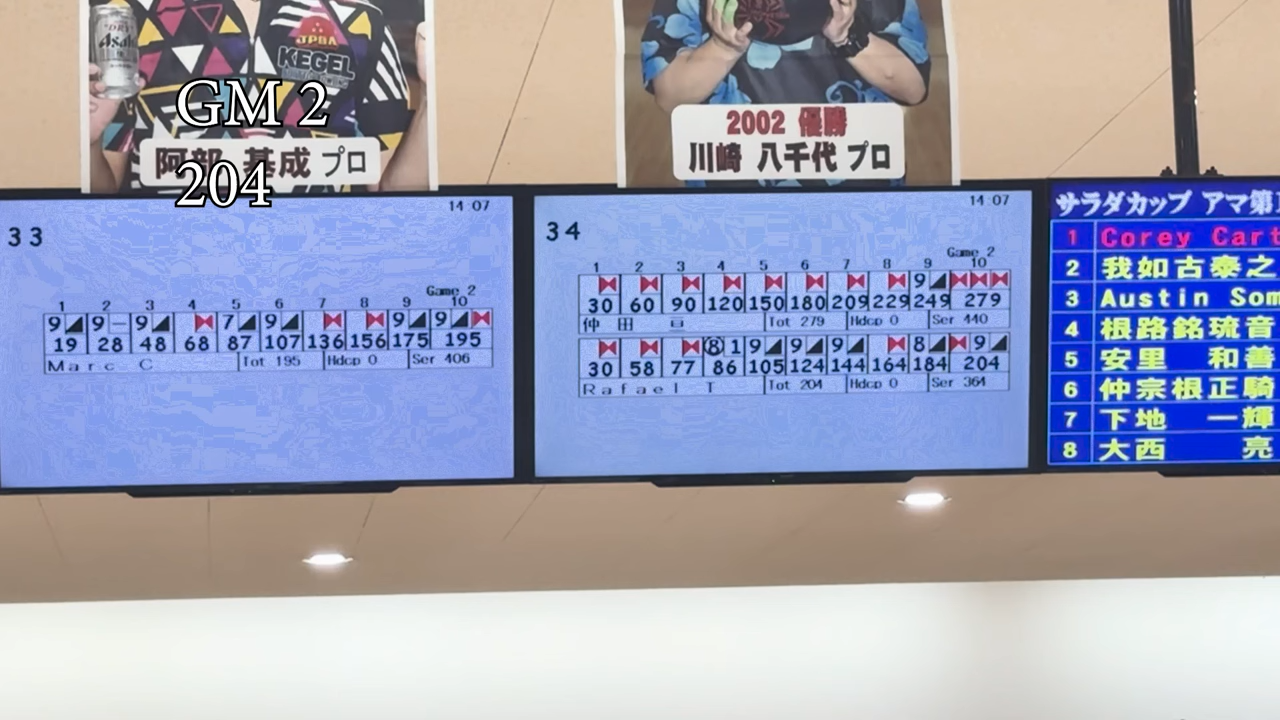 "DRY"
Asahi
JPBA
KEGEL
GM 2
204
阿部 基成 プロ
2002 優勝
川崎 八千代 プロ
14:07
33
Game 2
1 2 3 4 5 6 7 8 9 10
9 9 - 9 7 9 9 9
19 28 48 68 87 107 136 156 175 195
Marc C Tot 195 Hdcp 0 Ser 406
14:07
34
Game 2
1 2 3 4 5 6 7 8 9 10
9
30 60 90 120 150 180 209 229 249 279
仲田 Tot 279 Hdcp 0 Ser 440
8 1 9 9 9 8 9
30 58 77 86 105 124 144 164 184 204
Rafael T Tot 204 Hdcp 0 Ser 364
サラダカップ アマ第
1 Corey Cart
2 我如古泰之
3 Austin Som
4 根路銘琉音
5 安里 和善
6 仲宗根正騎
7 下地 一輝
8 大西 亮